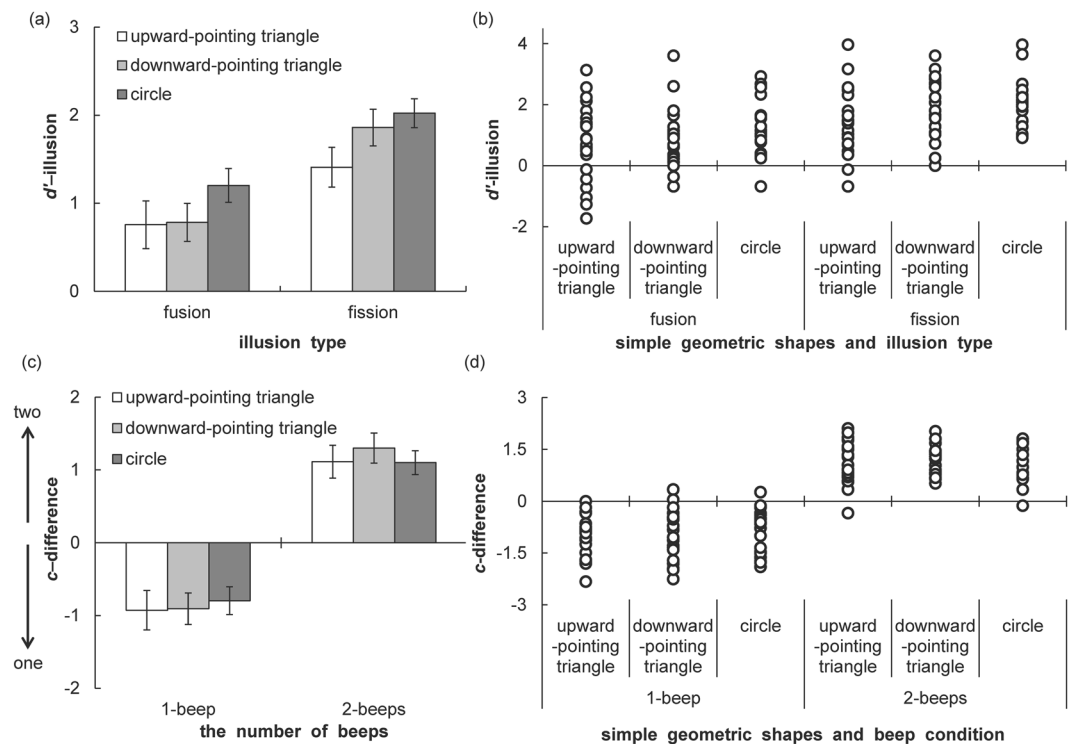 (a)
upward-pointing triangle
downward-pointing triangle
circle
3
2
1
0
d′–illusion
fusion
fission
illusion type
(b)
4
2
0
-2
d′-illusion
upward
-pointing
triangle
downward
-pointing
triangle
circle
upward
-pointing
triangle
downward
-pointing
triangle
circle
fusion
fission
simple geometric shapes and illusion type
(c)
two
one
2
1
0
-1
-2
c–difference
upward-pointing triangle
downward-pointing triangle
circle
1-beep
2-beeps
the number of beeps
(d)
3
1.5
0
-1.5
-3
c-difference
upward
-pointing
triangle
downward
-pointing
triangle
circle
upward
-pointing
triangle
downward
-pointing
triangle
circle
1-beep
2-beeps
simple geometric shapes and beep condition